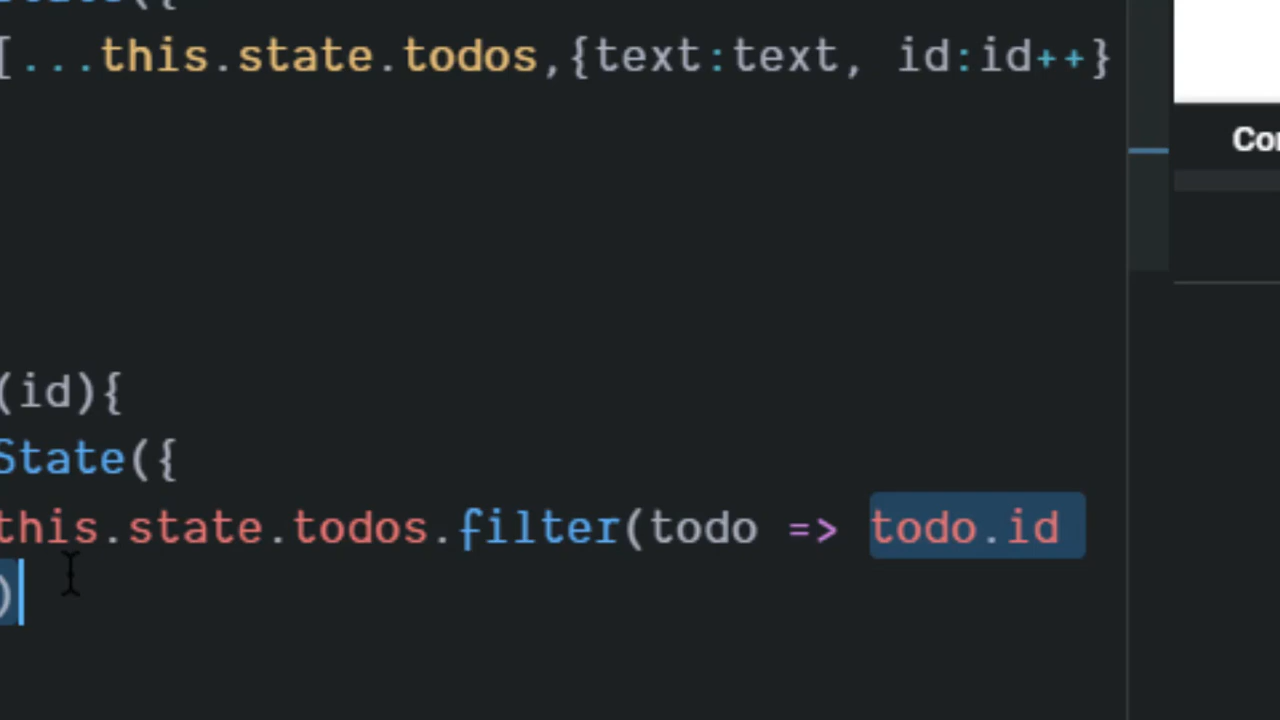 [...this.state.todos,{text:text, id:id++}
(id){
State({
this.state.todos.filter(todo => todo.id
)